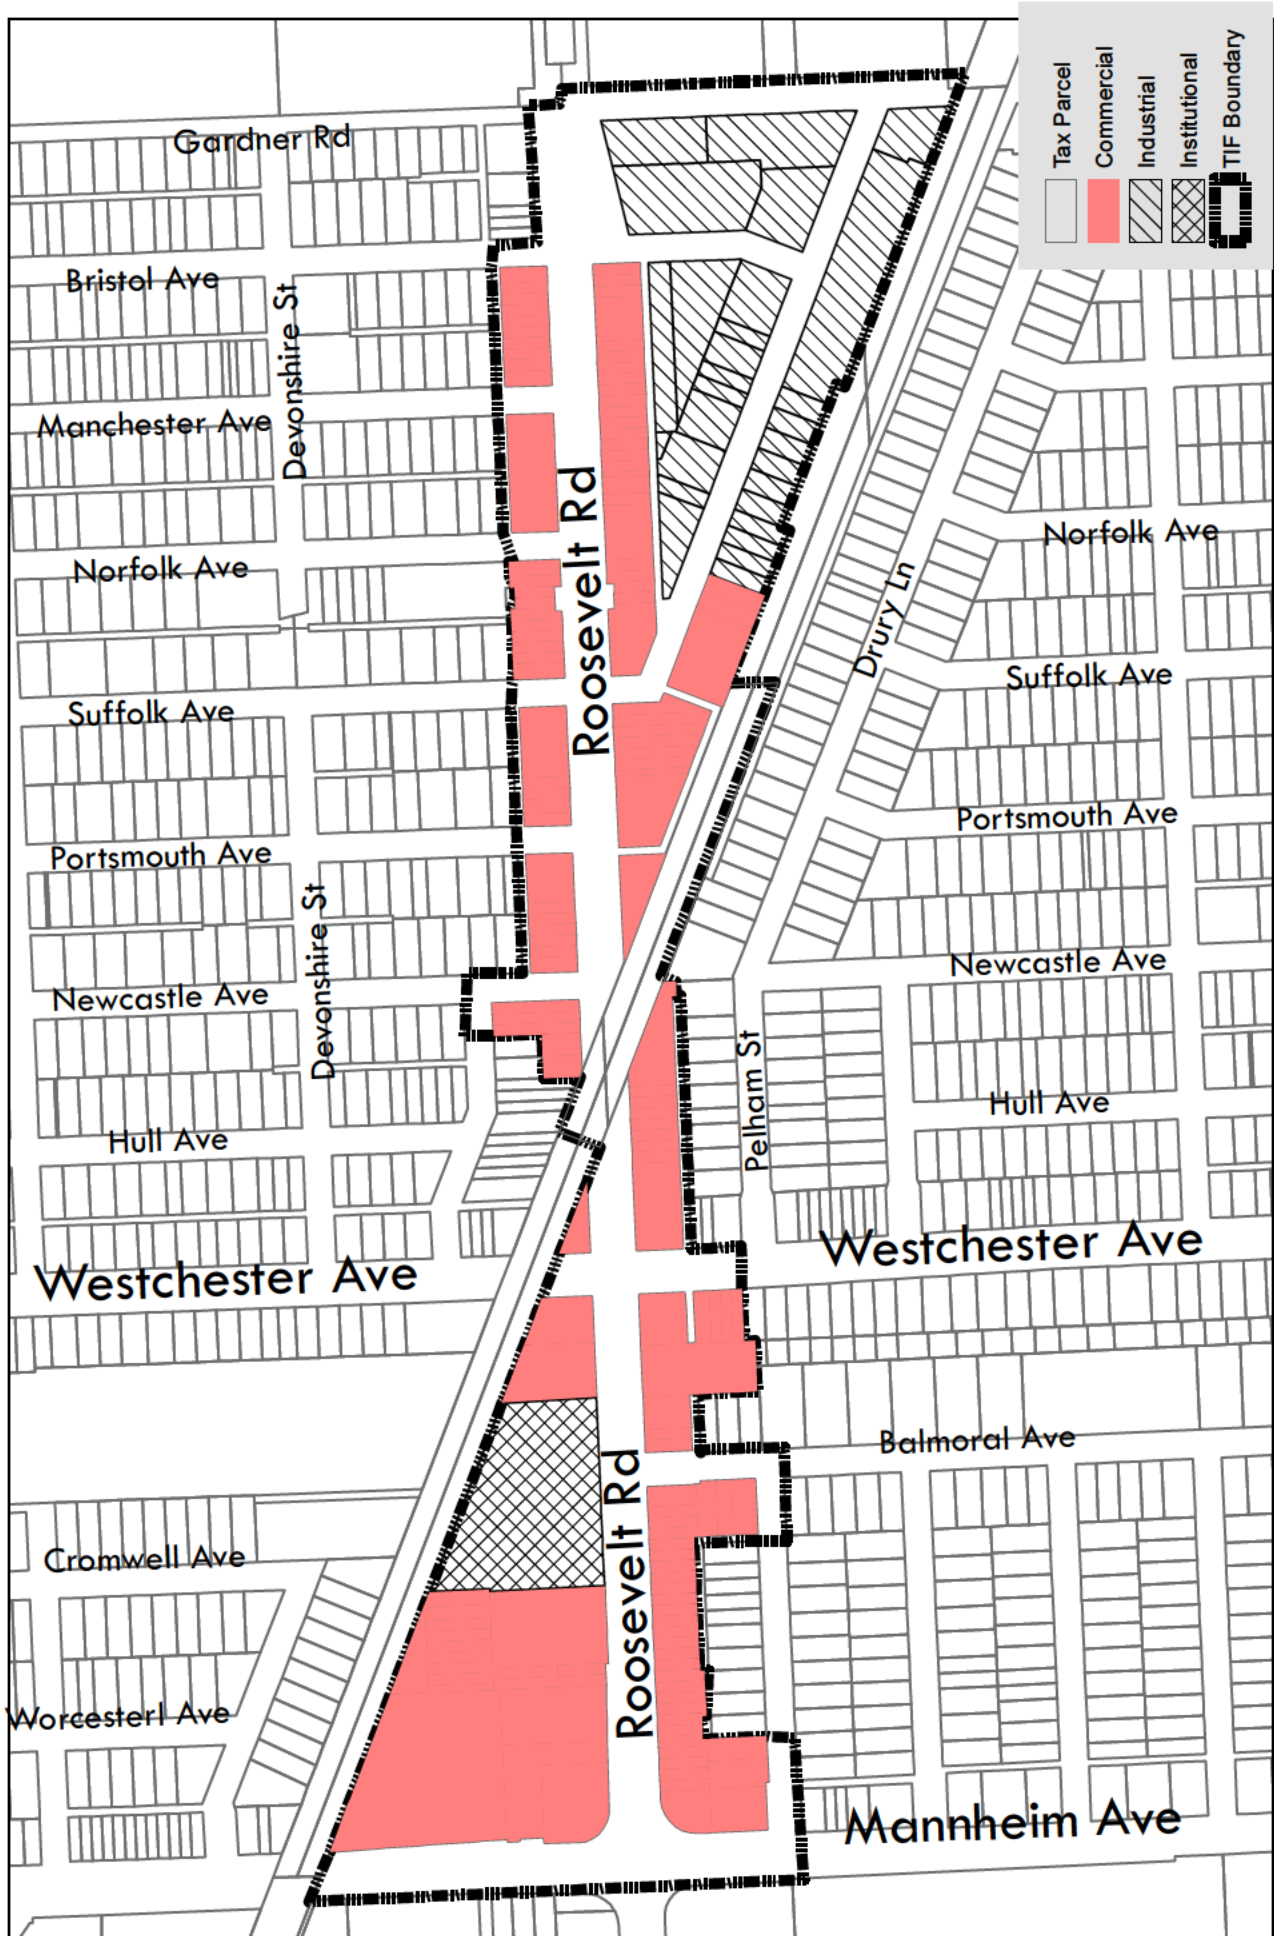 Tax Parcel
Commercial
Industrial
Institutional
TIF Boundary
Gardner Rd
Bristol Ave
Devonshire St
Manchester Ave
Roosevelt Rd
Norfolk Ave
Norfolk Ave
Drury Ln
Suffolk Ave
Suffolk Ave
Portsmouth Ave
Portsmouth Ave
Devonshire St
Newcastle Ave
Newcastle Ave
Pelham St
Hull Ave
Hull Ave
Westchester Ave
Westchester Ave
Balmoral Ave
Roosevelt Rd
Cromwell Ave
Worcesterl Ave
Mannheim Ave